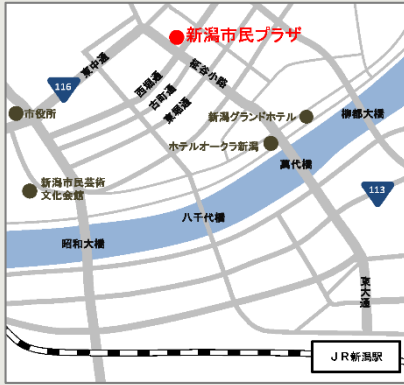 新潟市民プラザ
東中通
116
西堀通
古町通
東堀通
柾谷小路
市役所
新潟グランドホテル
柳都大橋
ホテルオークラ新潟
萬代橋
新潟市民芸術
文化会館
113
八千代橋
昭和大橋
東大通
JR新潟駅